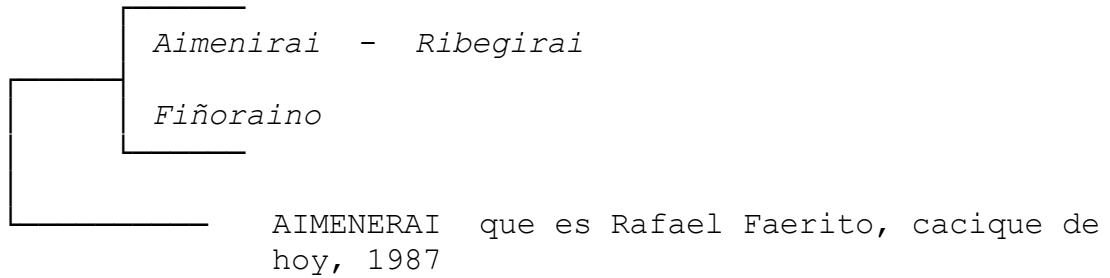 Aimenirai - Ribegirai
Fiñoraino
AIMENERAI que es Rafael Faerito, cacique de
hoy, 1987